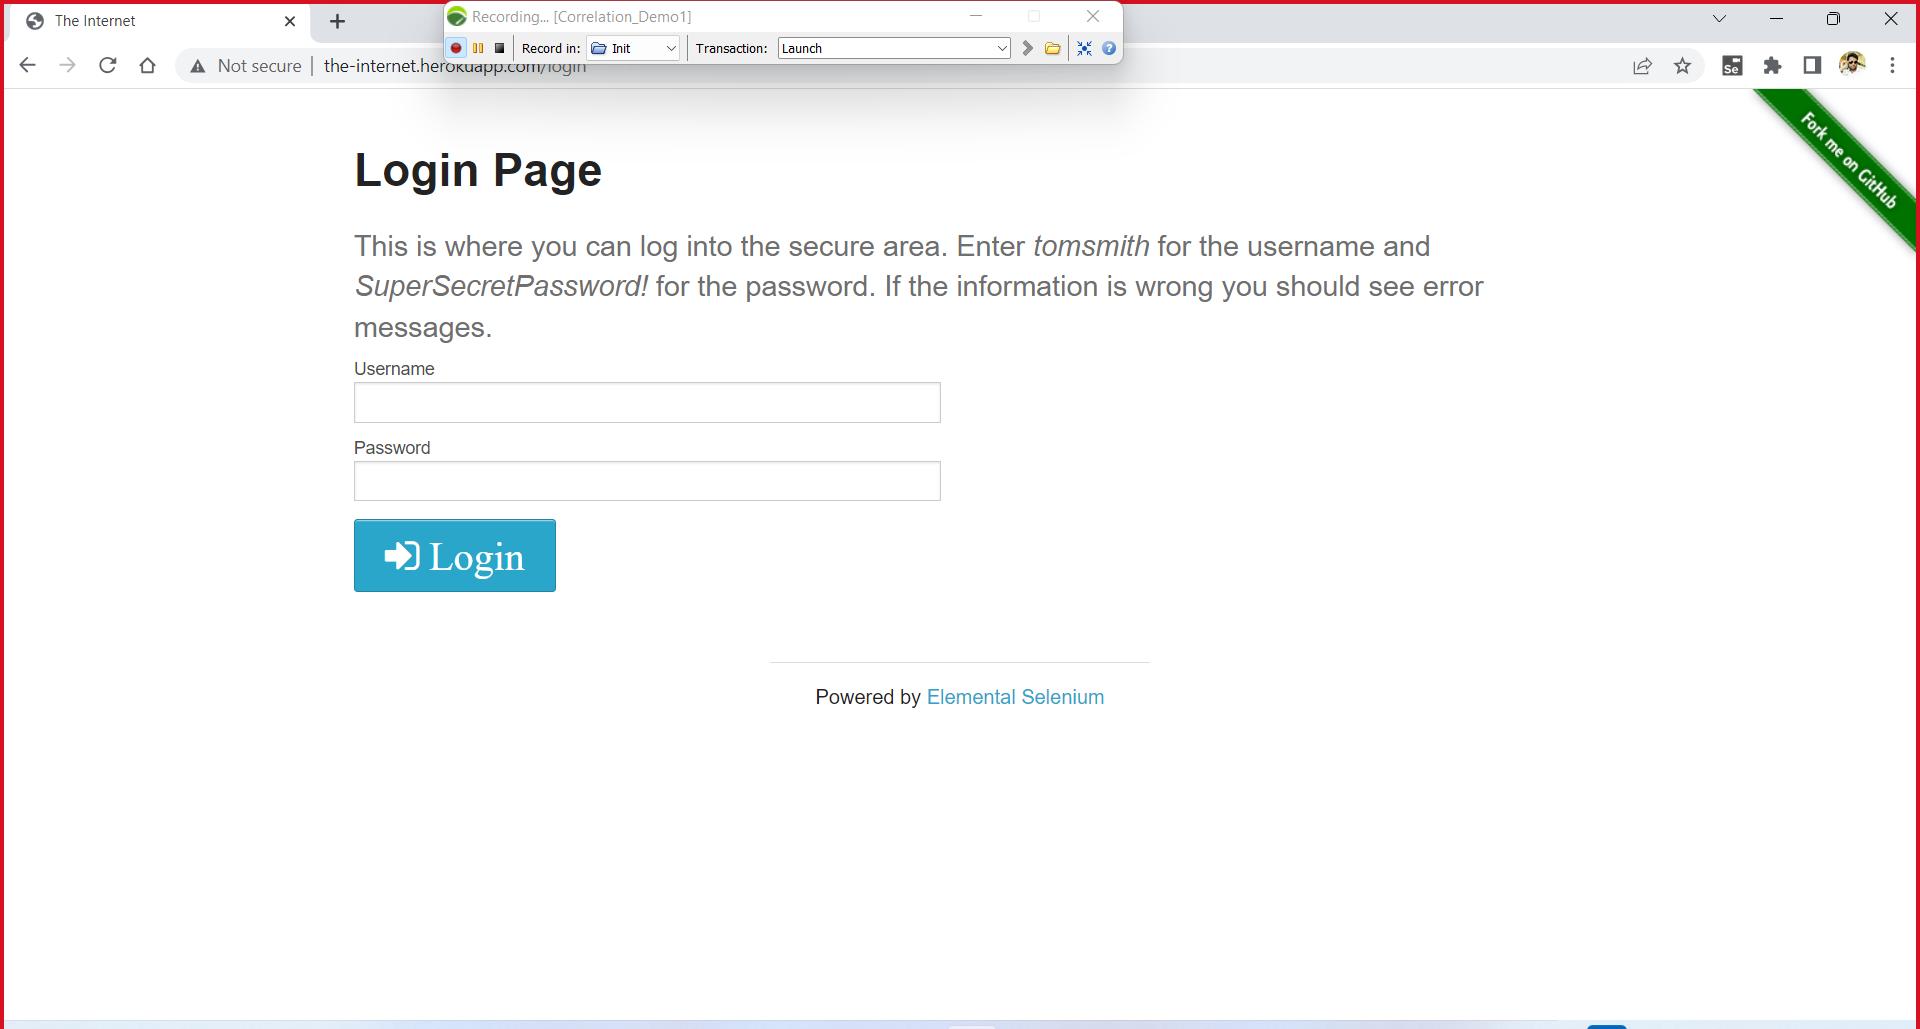 The Internet
Recording... [Correlation_Demo1]
Record in: Init Transaction: Launch
Not secure the-internet.herokuapp.com/login
Se
Fork me on GitHub
Login Page
This is where you can log into the secure area. Enter tomsmith for the username and
SuperSecretPassword! for the password. If the information is wrong you should see error
messages.
Username
Password
Login
Powered by Elemental Selenium